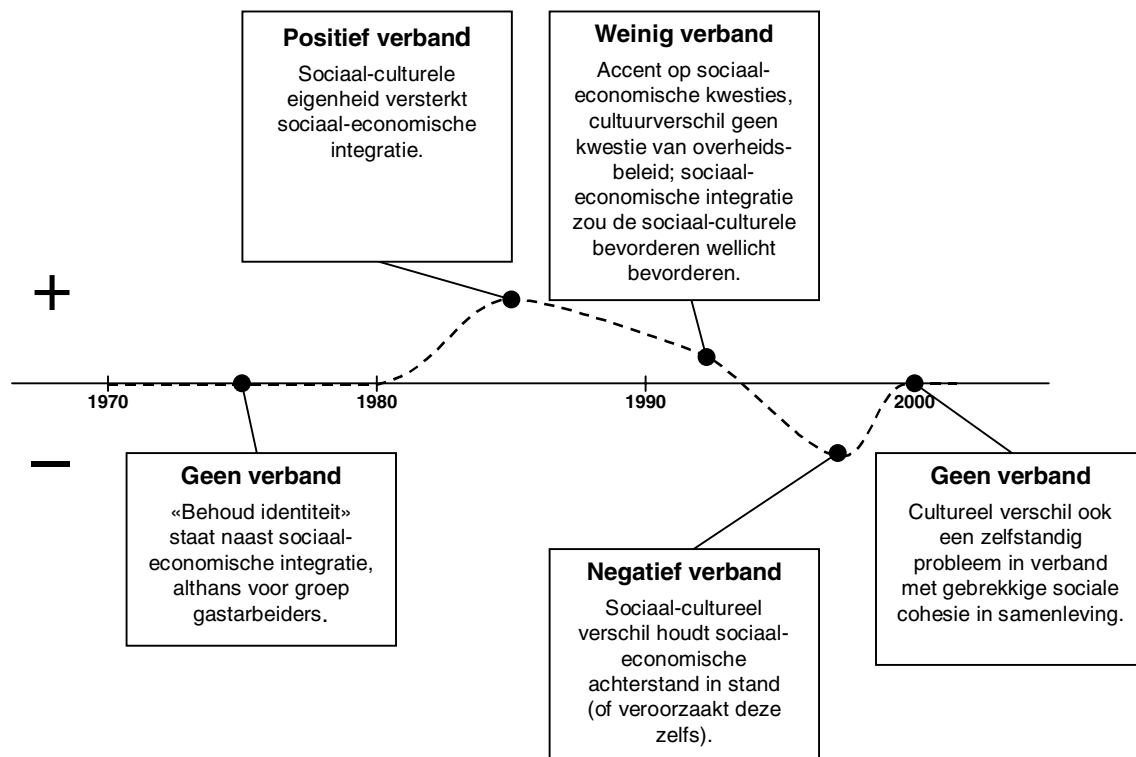 Positief verband
Sociaal-culturele
eigenheid versterkt
sociaal-economische
integratie.
Weinig verband
Accent op sociaal-
economische kwesties,
cultuurverschil geen
kwestie van overheids-
beleid; sociaal-
economische integratie
zou de sociaal-culturele
bevorderen wellicht
bevorderen.
+
1970
1980
1990
2000
–
Geen verband
«Behoud identiteit»
staat naast sociaal-
economische integratie,
althans voor groep
gastarbeiders.
Negatief verband
Sociaal-cultureel
verschil houdt sociaal-
economische
achterstand in stand
(of veroorzaakt deze
zelfs).
Geen verband
Cultureel verschil ook
een zelfstandig
probleem in verband
met gebrekkige sociale
cohesie in samenleving.